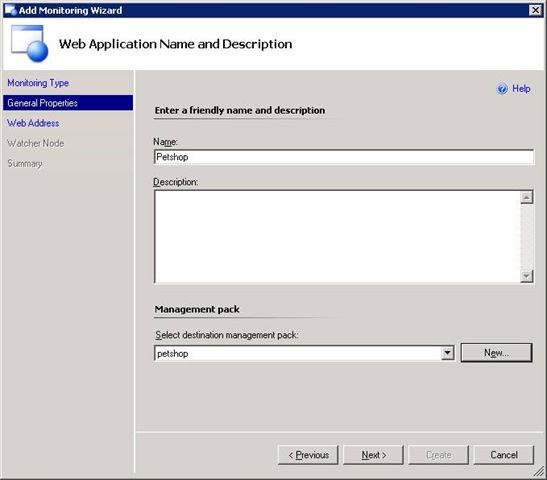 Add Monitoring Wizard
Web Application Name and Description
Monitoring Type
General Properties
Web Address
Watcher Node
Summary
Help
Enter a friendly name and description
Name:
Petshop
Description:
Management pack
Select destination management pack:
petshop
New...
< Previous
Next >
Create
Cancel